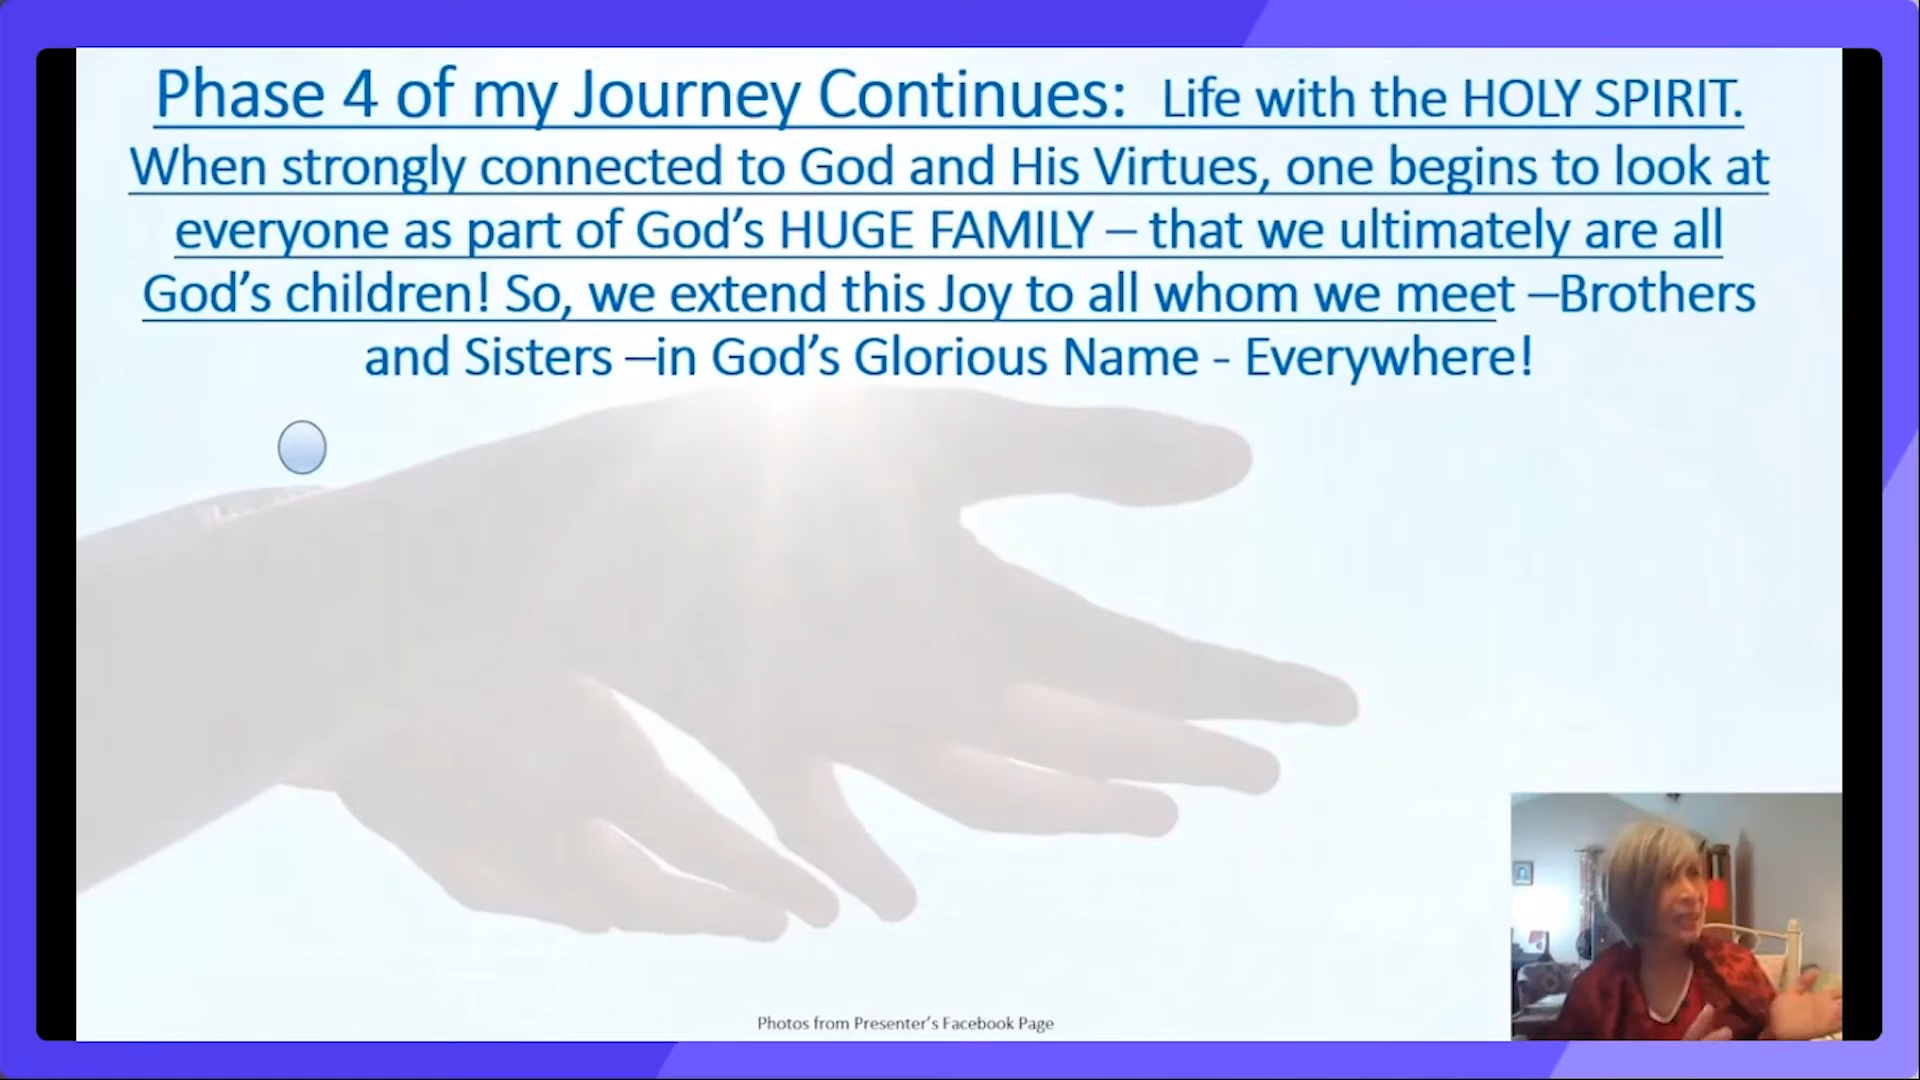 Phase 4 of my Journey Continues: Life with the HOLY SPIRIT.
When strongly connected to God and His Virtues, one begins to look at
everyone as part of God’s HUGE FAMILY – that we ultimately are all
God’s children! So, we extend this Joy to all whom we meet –Brothers
and Sisters –in God’s Glorious Name - Everywhere!
Photos from Presenter’s Facebook Page